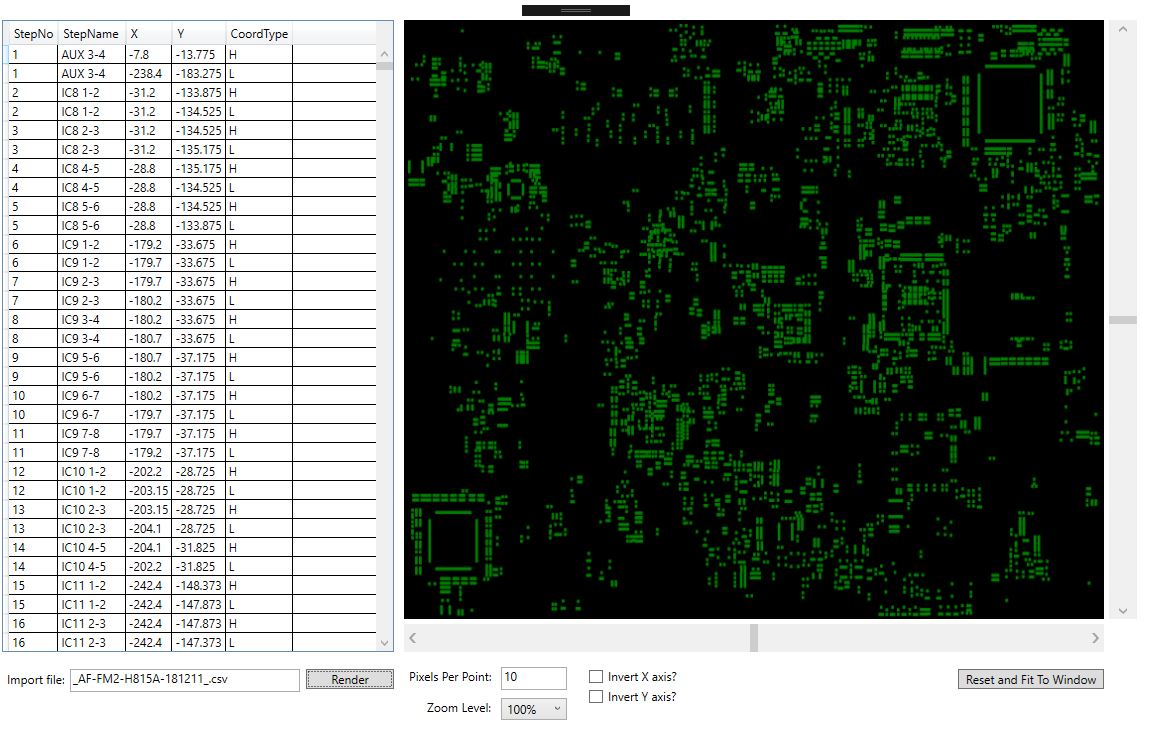 StepNo StepName X Y CoordType
1 AUX 3-4 -7.8 -13.775 H
1 AUX 3-4 -238.4 -183.275 L
2 IC8 1-2 -31.2 -133.875 H
2 IC8 1-2 -31.2 -134.525 L
3 IC8 2-3 -31.2 -134.525 H
3 IC8 2-3 -31.2 -135.175 L
4 IC8 4-5 -28.8 -135.175 H
4 IC8 4-5 -28.8 -134.525 L
5 IC8 5-6 -28.8 -134.525 H
5 IC8 5-6 -28.8 -133.875 L
6 IC9 1-2 -179.2 -33.675 H
6 IC9 1-2 -179.7 -33.675 L
7 IC9 2-3 -179.7 -33.675 H
7 IC9 2-3 -180.2 -33.675 L
8 IC9 3-4 -180.2 -33.675 H
8 IC9 3-4 -180.7 -33.675 L
9 IC9 5-6 -180.7 -37.175 H
9 IC9 5-6 -180.2 -37.175 L
10 IC9 6-7 -180.2 -37.175 H
10 IC9 6-7 -179.7 -37.175 L
11 IC9 7-8 -179.7 -37.175 H
11 IC9 7-8 -179.2 -37.175 L
12 IC10 1-2 -202.2 -28.725 H
12 IC10 1-2 -203.15 -28.725 L
13 IC10 2-3 -203.15 -28.725 H
13 IC10 2-3 -204.1 -28.725 L
14 IC10 4-5 -204.1 -31.825 H
14 IC10 4-5 -202.2 -31.825 L
15 IC11 1-2 -242.4 -148.373 H
15 IC11 1-2 -242.4 -147.873 L
16 IC11 2-3 -242.4 -147.873 H
16 IC11 2-3 -242.4 -147.373 L
Import file: _AF-FM2-H815A-181211_.csv Render
Pixels Per Point: 10
Zoom Level: 100%
Invert X axis?
Invert Y axis?
Reset and Fit To Window